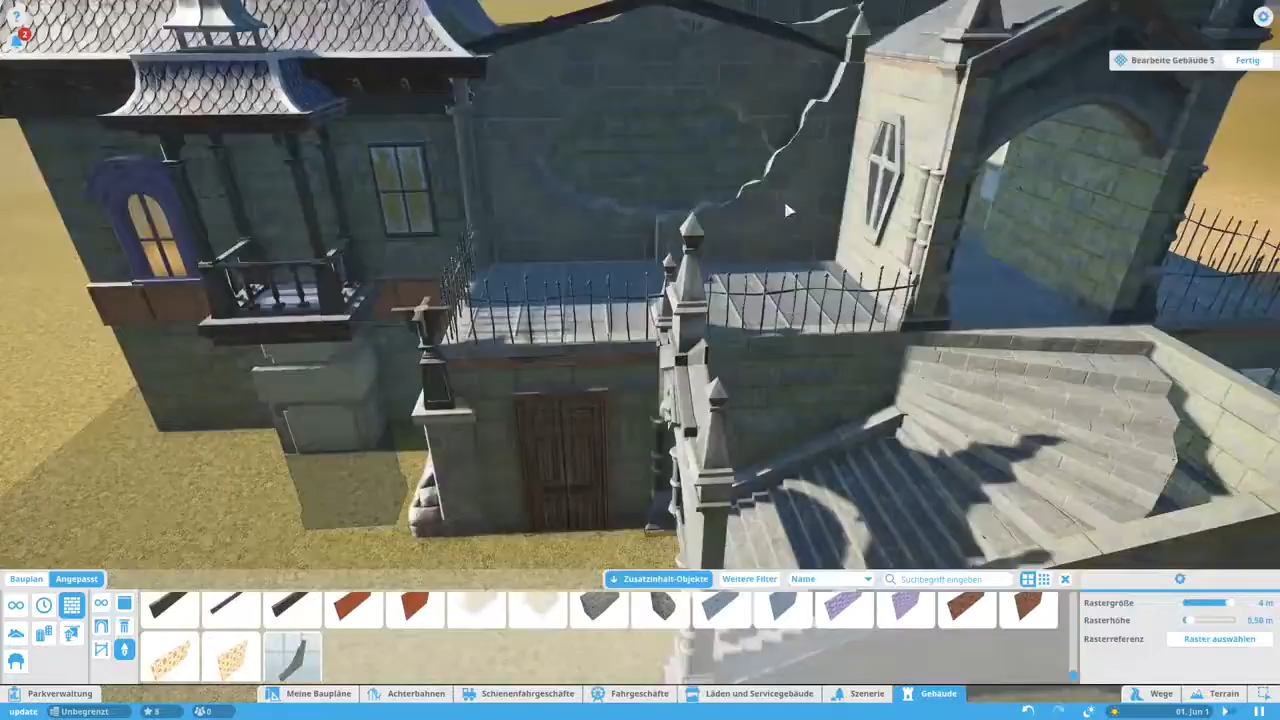 ?
2
Bearbeite Gebäude 5 Fertig
Bauplan Angepasst
Zusatzinhalt-Objekte Weitere Filter Name Suchbegriff eingeben
Rastergröße 4 m
Rasterhöhe 0,50 m
Rasterreferenz Raster auswählen
Parkverwaltung Meine Baupläne Achterbahnen Schienenfahrgeschäfte Fahrgeschäfte Läden und Servicegebäude Szenerie Gebäude Wege Terrain
update Unbegrenzt 8 0 01. Jun 1